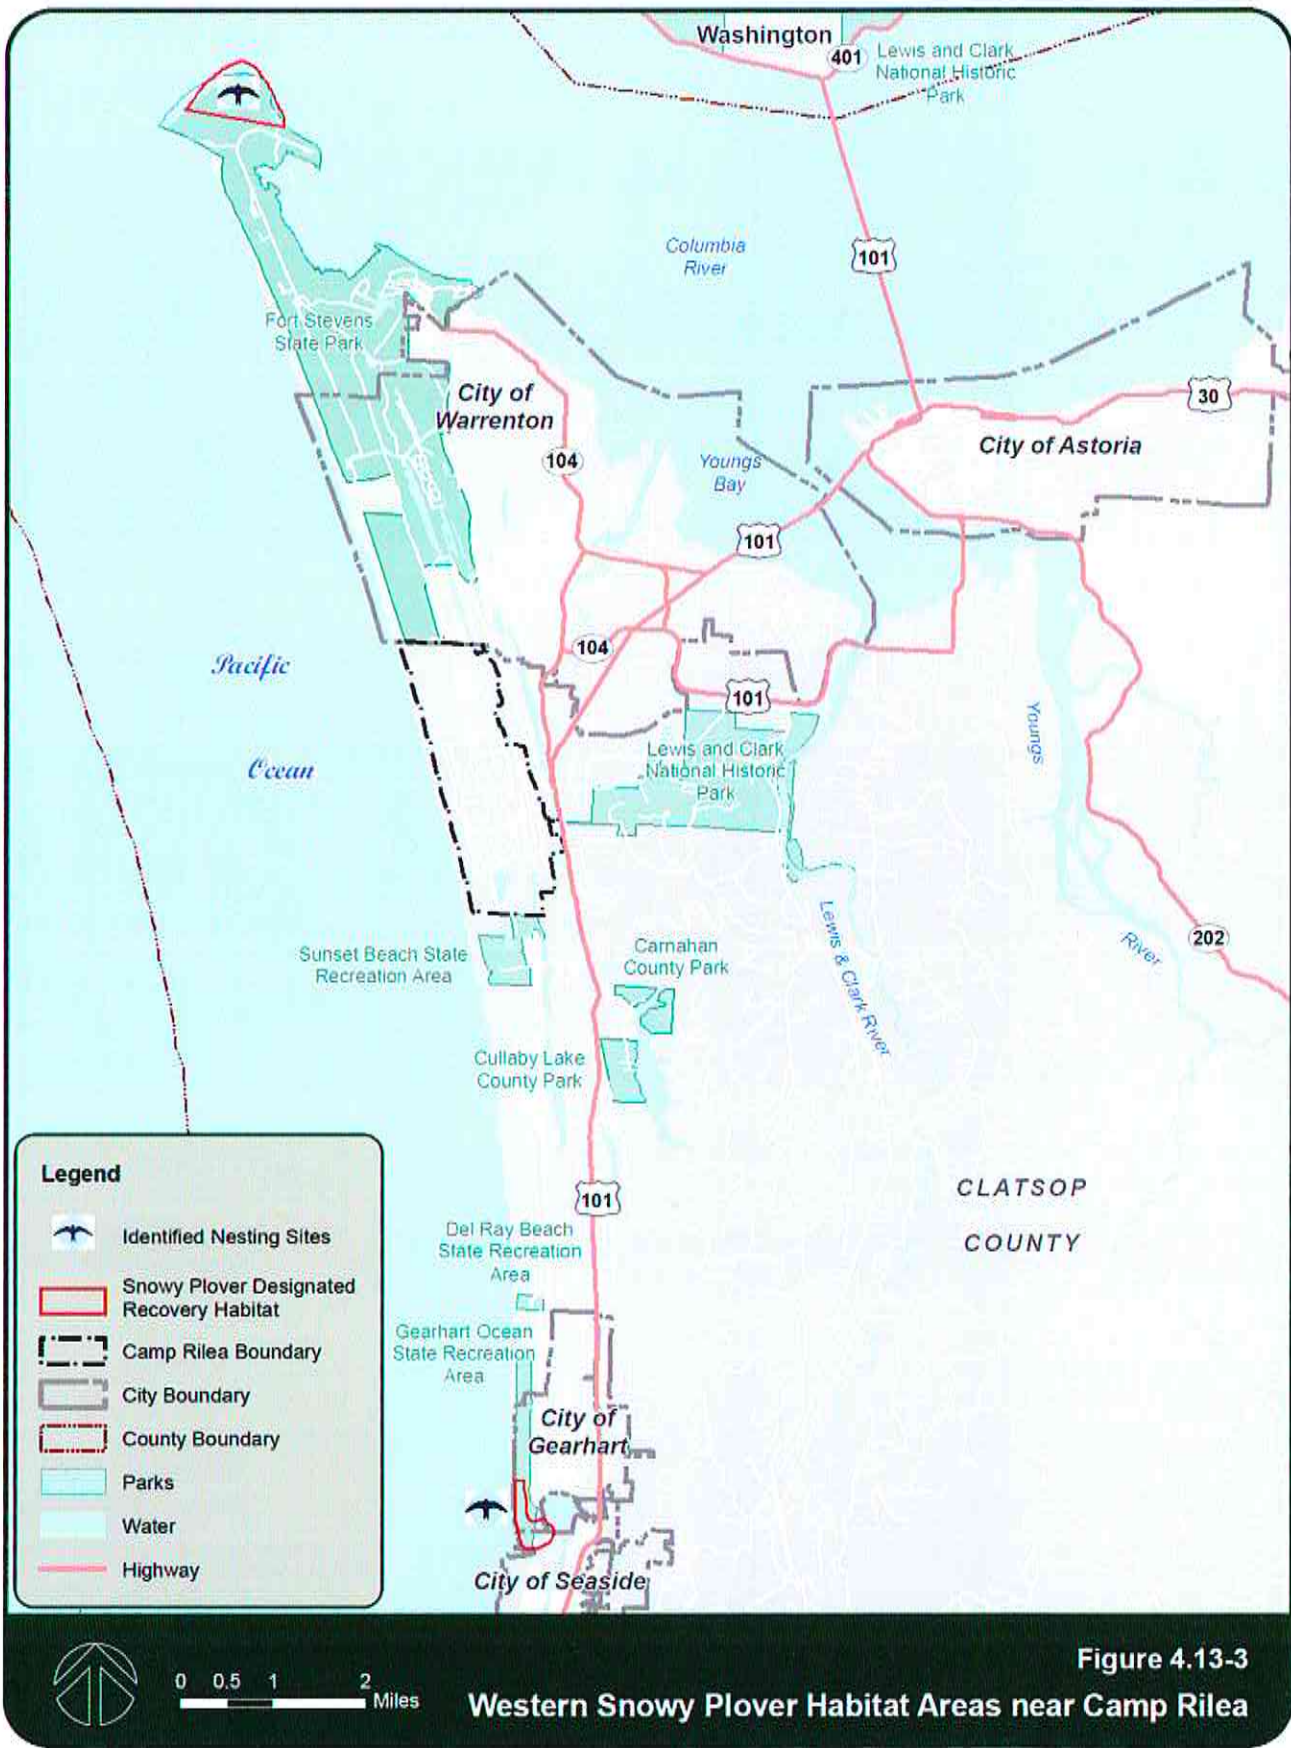 Washington
401
Lewis and Clark
National Historic
Park
Columbia
River
101
Fort Stevens
State Park
City of
Warrenton
30
City of Astoria
104
Youngs
Bay
101
104
Pacific
Ocean
101
Lewis and Clark
National Historic
Park
Youngs
River
202
Lewis & Clark River
Sunset Beach State
Recreation Area
Carnahan
County Park
Cullaby Lake
County Park
101
CLATSOP
COUNTY
Del Ray Beach
State Recreation
Area
Gearhart Ocean
State Recreation
Area
City of
Gearhart
City of Seaside
Legend
Identified Nesting Sites
Snowy Plover Designated
Recovery Habitat
Camp Rilea Boundary
City Boundary
County Boundary
Parks
Water
Highway
0 0.5 1 2
Miles
Figure 4.13-3
Western Snowy Plover Habitat Areas near Camp Rilea